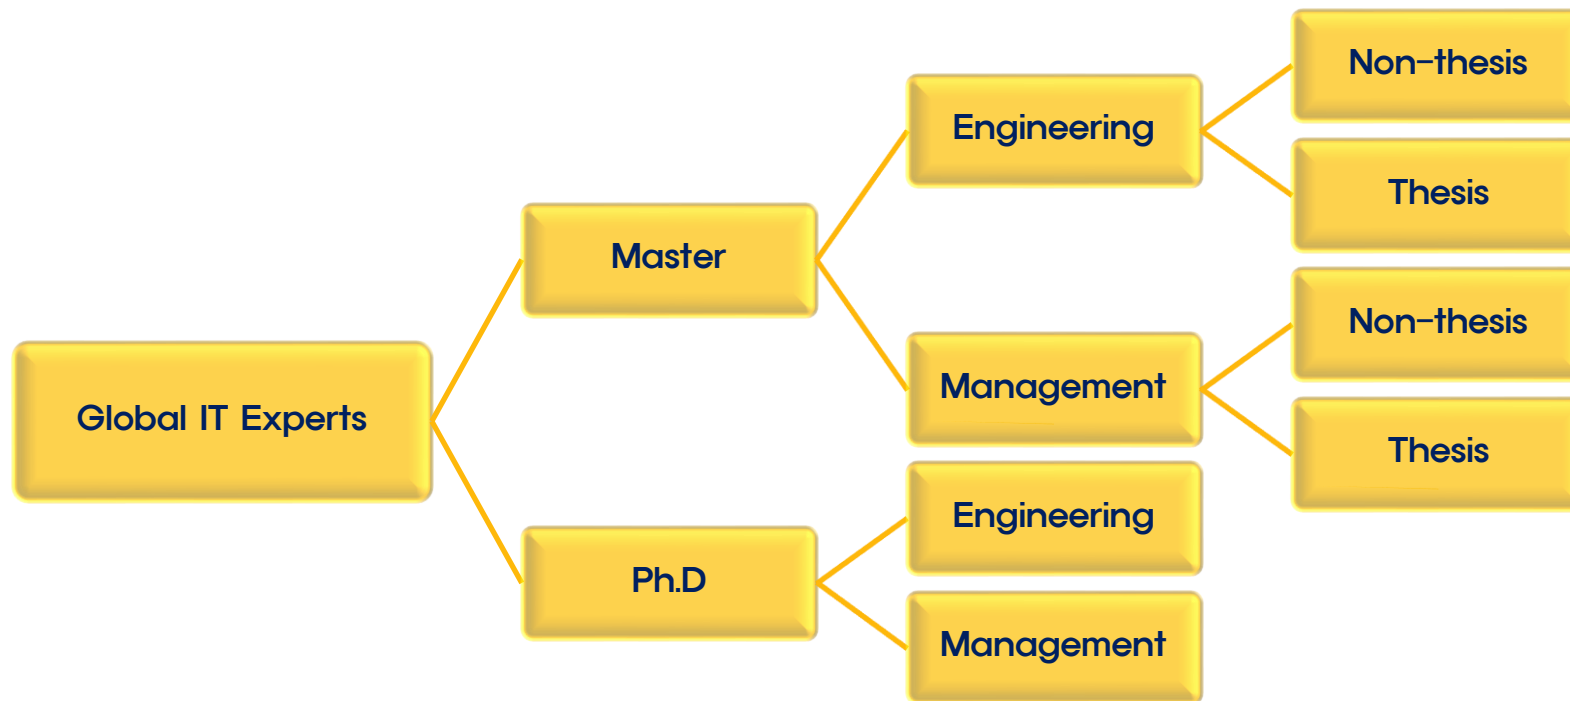 Global IT Experts
Master
Engineering
Non-thesis
Thesis
Management
Non-thesis
Thesis
Ph.D
Engineering
Management